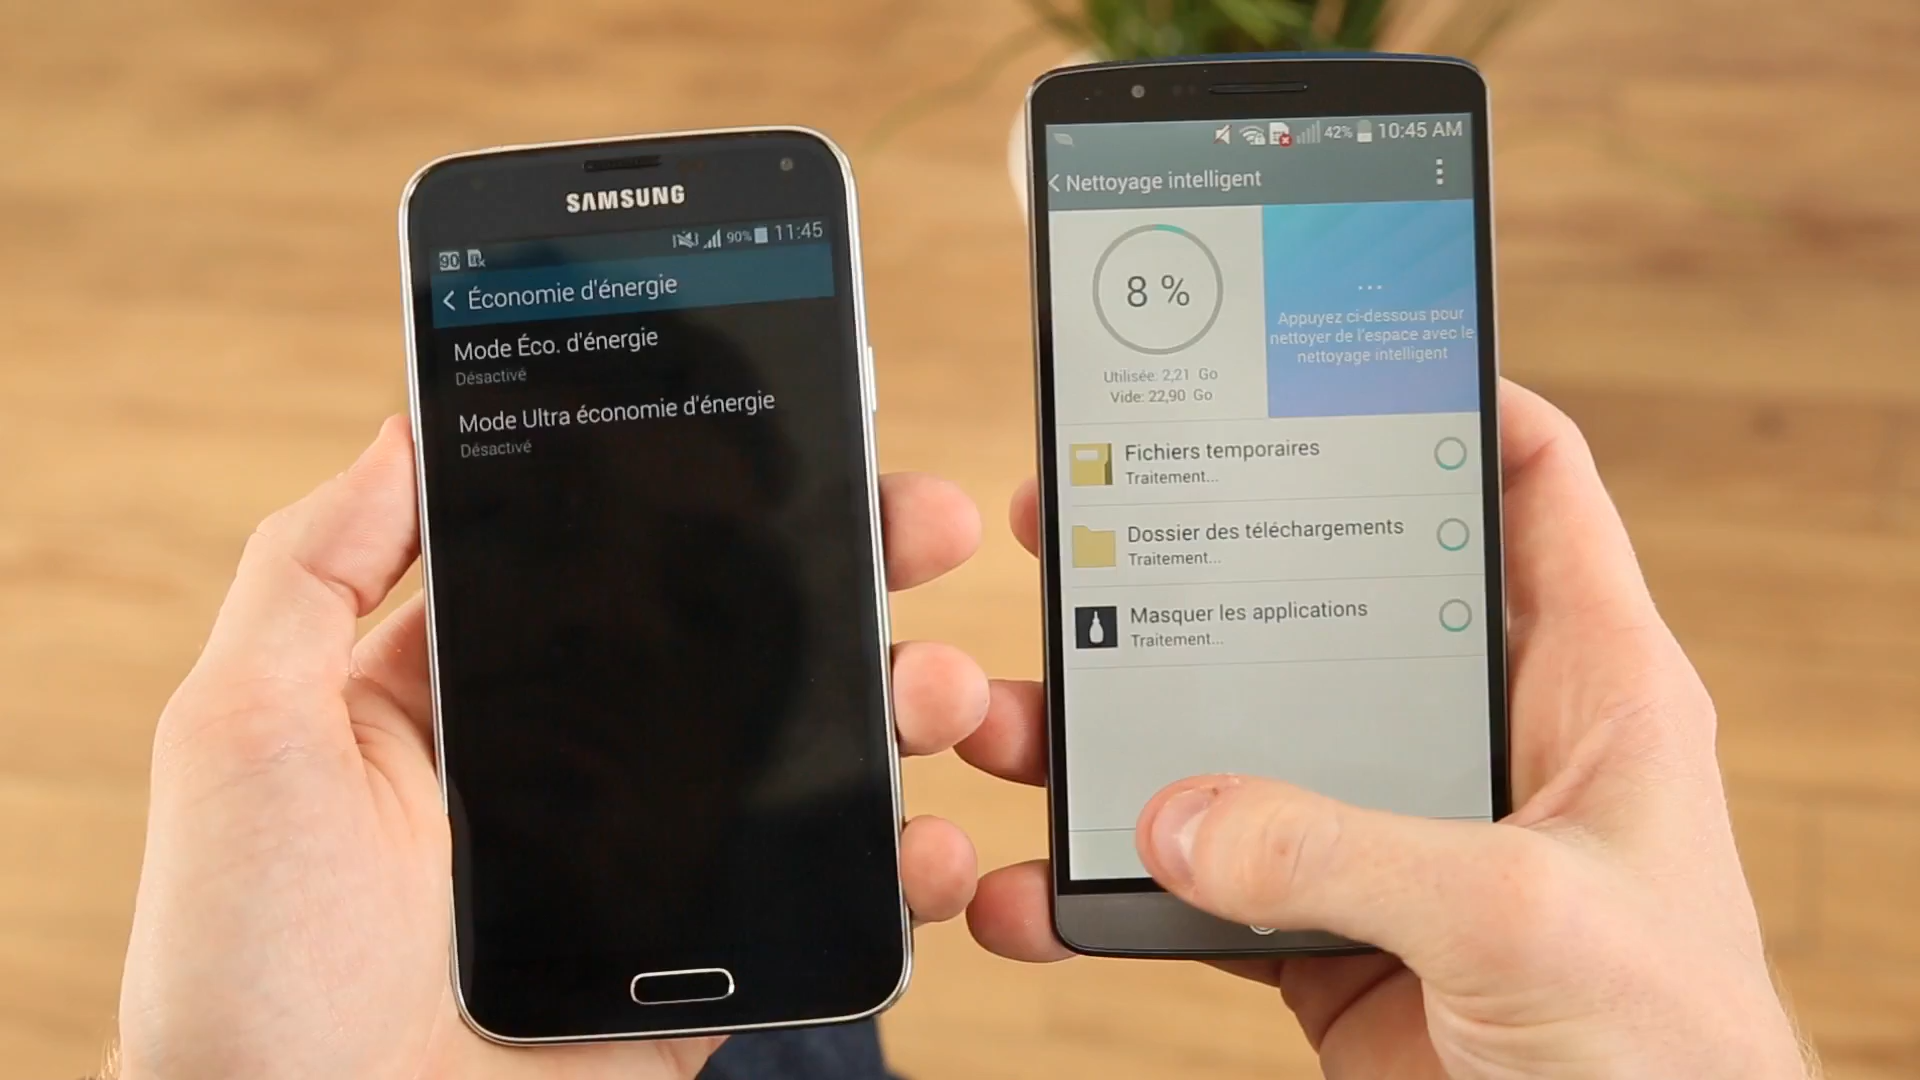 SAMSUNG
90 90% 11:45
Économie d'énergie
Mode Éco. d'énergie
Désactivé
Mode Ultra économie d'énergie
Désactivé
42% 10:45 AM
Nettoyage intelligent
8 %
Utilisée: 2,21 Go
Vide: 22,90 Go
...
Appuyez ci-dessous pour
nettoyer de l'espace avec le
nettoyage intelligent
Fichiers temporaires
Traitement...
Dossier des téléchargements
Traitement...
Masquer les applications
Traitement...